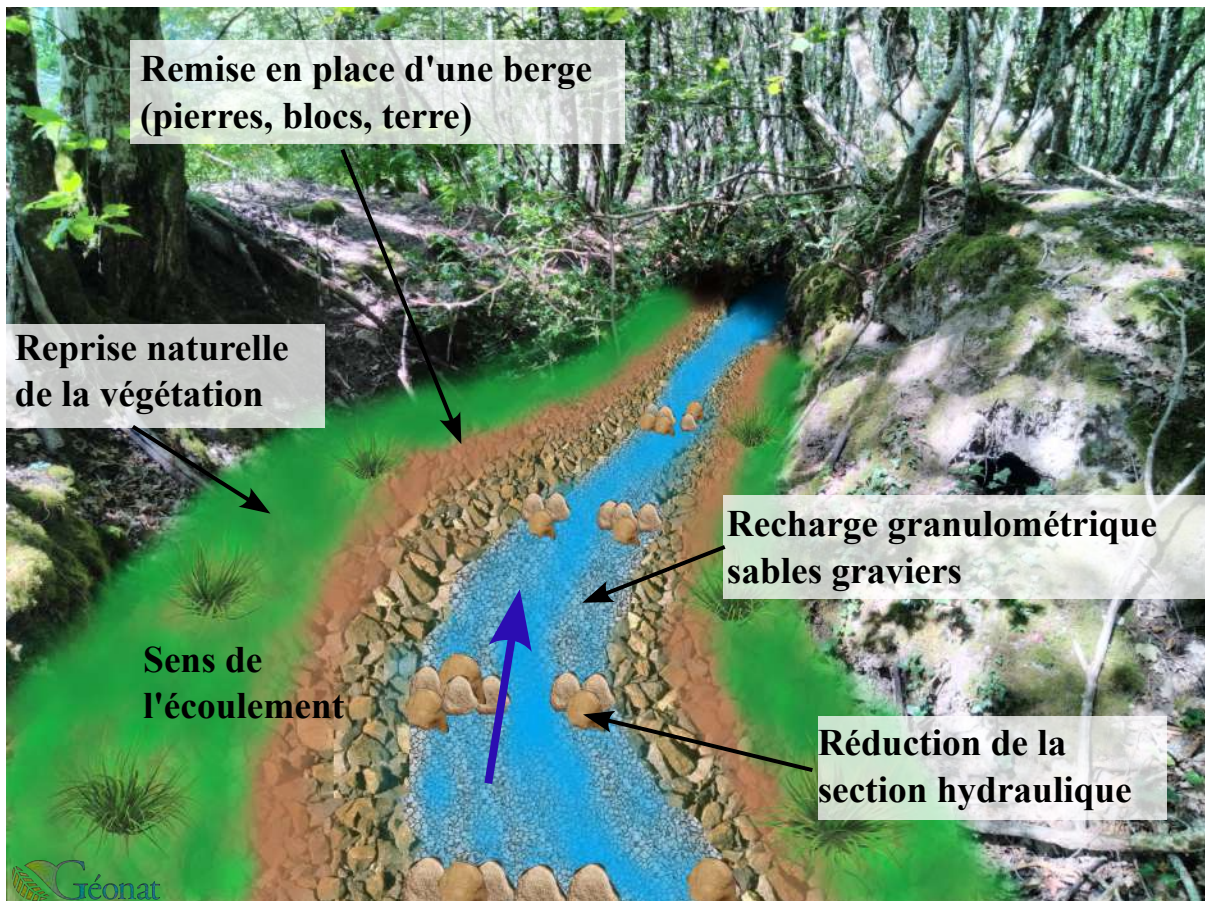 Remise en place d'une berge
(pierres, blocs, terre)
Reprise naturelle
de la végétation
Recharge granulométrique
sables graviers
Sens de
l'écoulement
Réduction de la
section hydraulique
Géonat